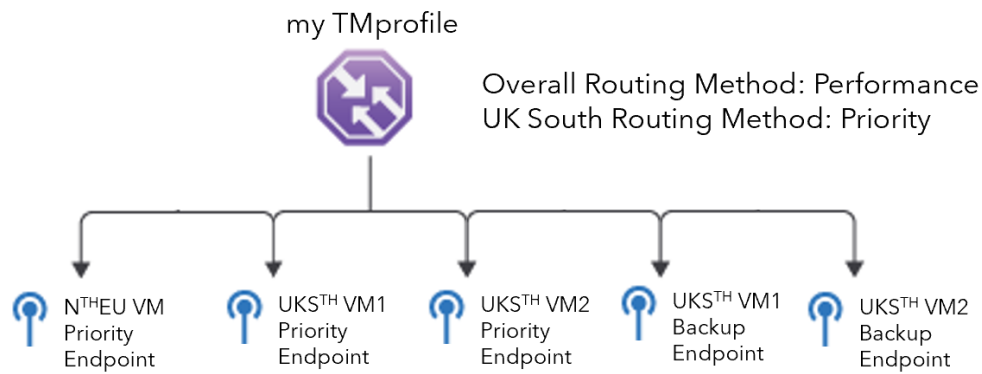 my TMprofile
Overall Routing Method: Performance
UK South Routing Method: Priority
NTHEU VM
Priority
Endpoint
UKSTH VM1
Priority
Endpoint
UKSTH VM2
Priority
Endpoint
UKSTH VM1
Backup
Endpoint
UKSTH VM2
Backup
Endpoint